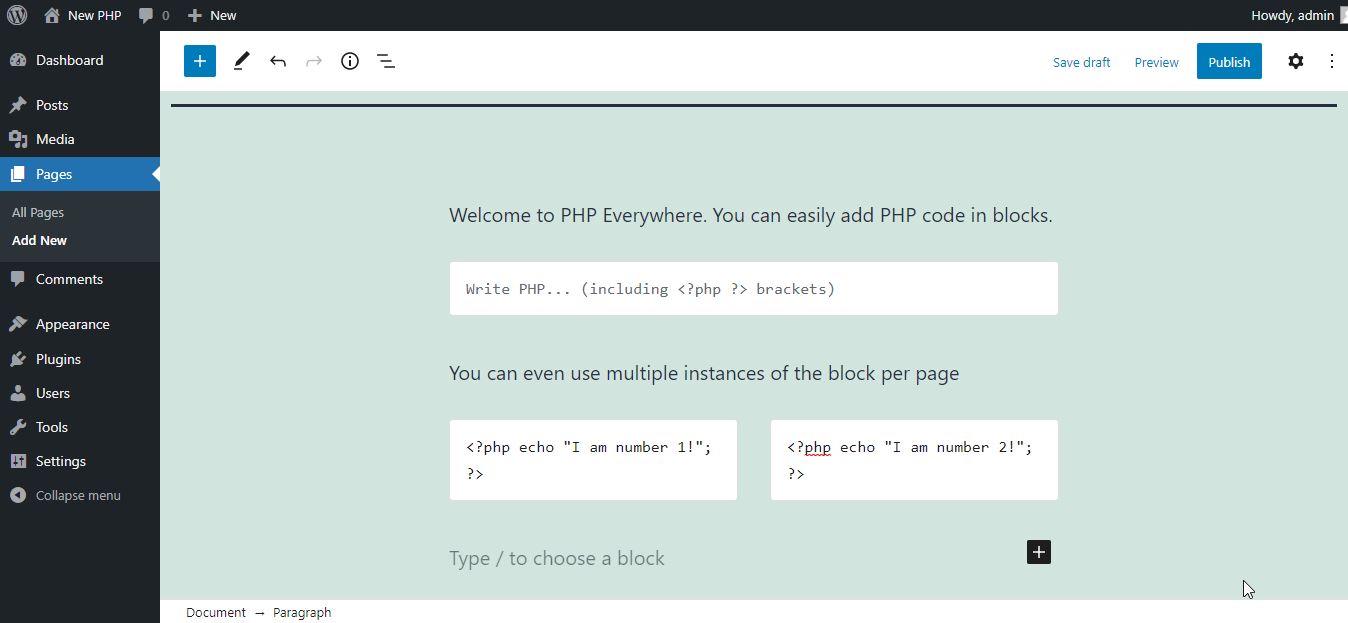 New PHP 0 New Howdy, admin
Dashboard
Posts
Media
Pages
All Pages
Add New
Comments
Appearance
Plugins
Users
Tools
Settings
Collapse menu
Save draft Preview Publish
Welcome to PHP Everywhere. You can easily add PHP code in blocks.
Write PHP... (including <?php ?> brackets)
You can even use multiple instances of the block per page
<?php echo "I am number 1!";
?>
<?php echo "I am number 2!";
?>
Type / to choose a block
Document → Paragraph